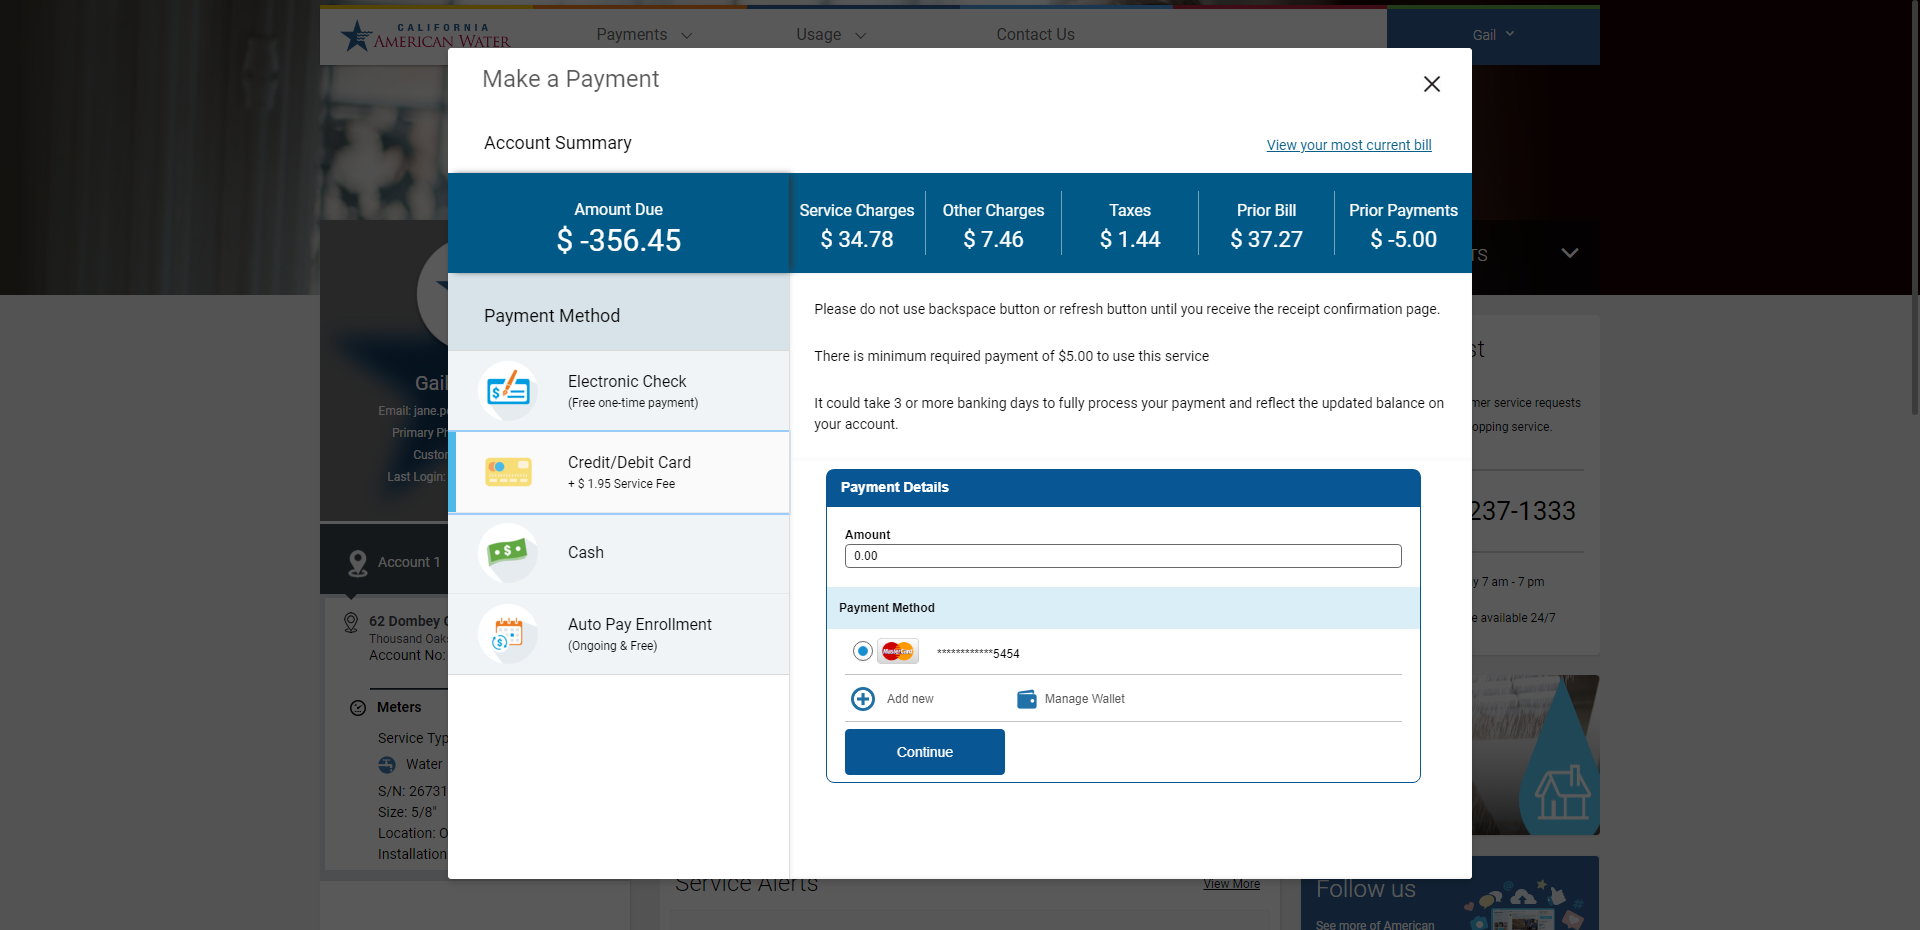 CALIFORNIA
AMERICAN WATER
Payments
Usage
Contact Us
Gail
Make a Payment
Account Summary
View your most current bill
Amount Due
$ -356.45
Service Charges
$ 34.78
Other Charges
$ 7.46
Taxes
$ 1.44
Prior Bill
$ 37.27
Prior Payments
$ -5.00
TS
Payment Method
Electronic Check
(Free one-time payment)
Credit/Debit Card
+ $ 1.95 Service Fee
Cash
Auto Pay Enrollment
(Ongoing & Free)
Please do not use backspace button or refresh button until you receive the receipt confirmation page.
There is minimum required payment of $5.00 to use this service
It could take 3 or more banking days to fully process your payment and reflect the updated balance on
your account.
Payment Details
Amount
0.00
Payment Method
MasterCard
************5454
Add new
Manage Wallet
Continue
Gail
Email: jane.p
Primary Ph
Custo
Last Login:
Account 1
62 Dombey
Thousand Oak
Account No:
Meters
Service Typ
Water
S/N: 26731
Size: 5/8"
Location: O
Installation
st
mer service requests
opping service.
237-1333
y 7 am - 7 pm
e available 24/7
Service Alerts
View More
Follow us
See more of American